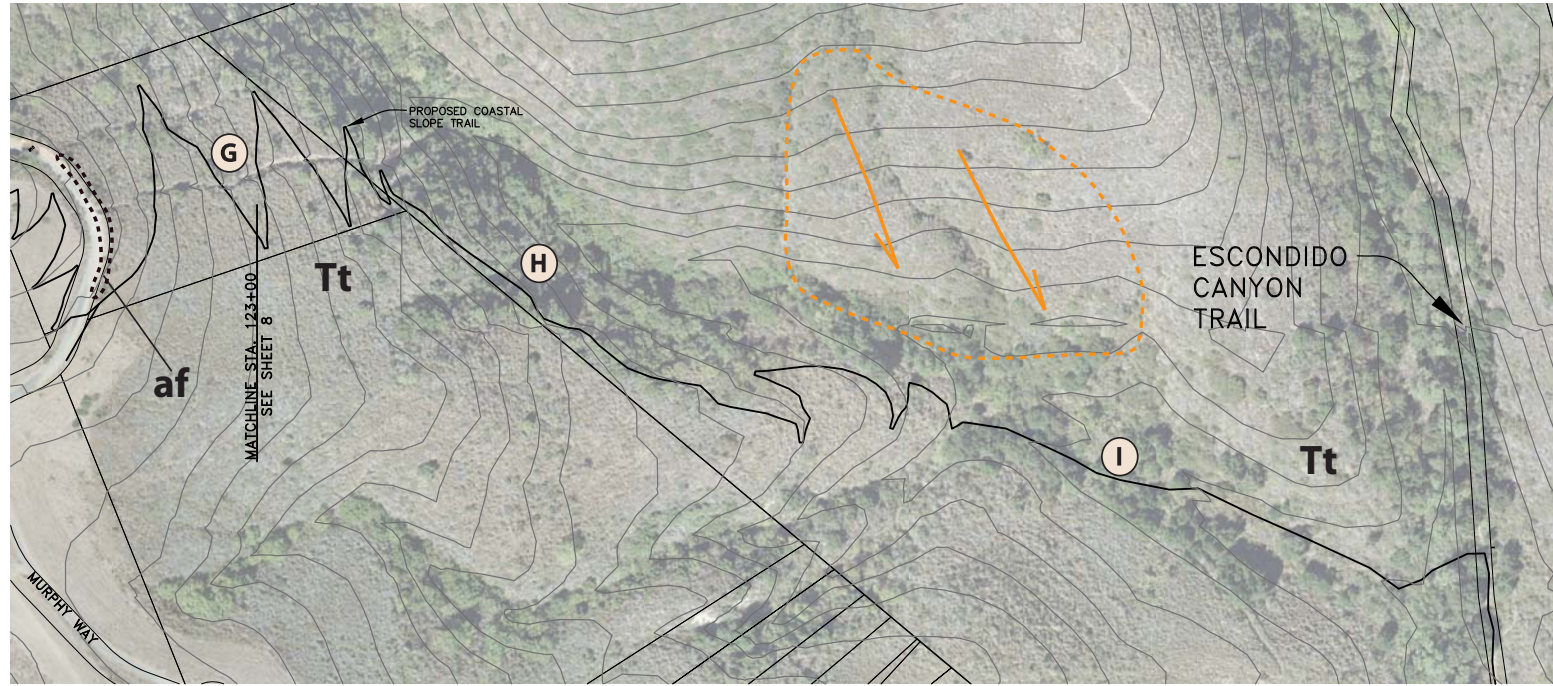 PROPOSED COASTAL
SLOPE TRAIL
G
H
Tt
MATCHLINE STA. 123+00
SEE SHEET 8
af
ESCONDIDO
CANYON
TRAIL
I
Tt
MURPHY WAY